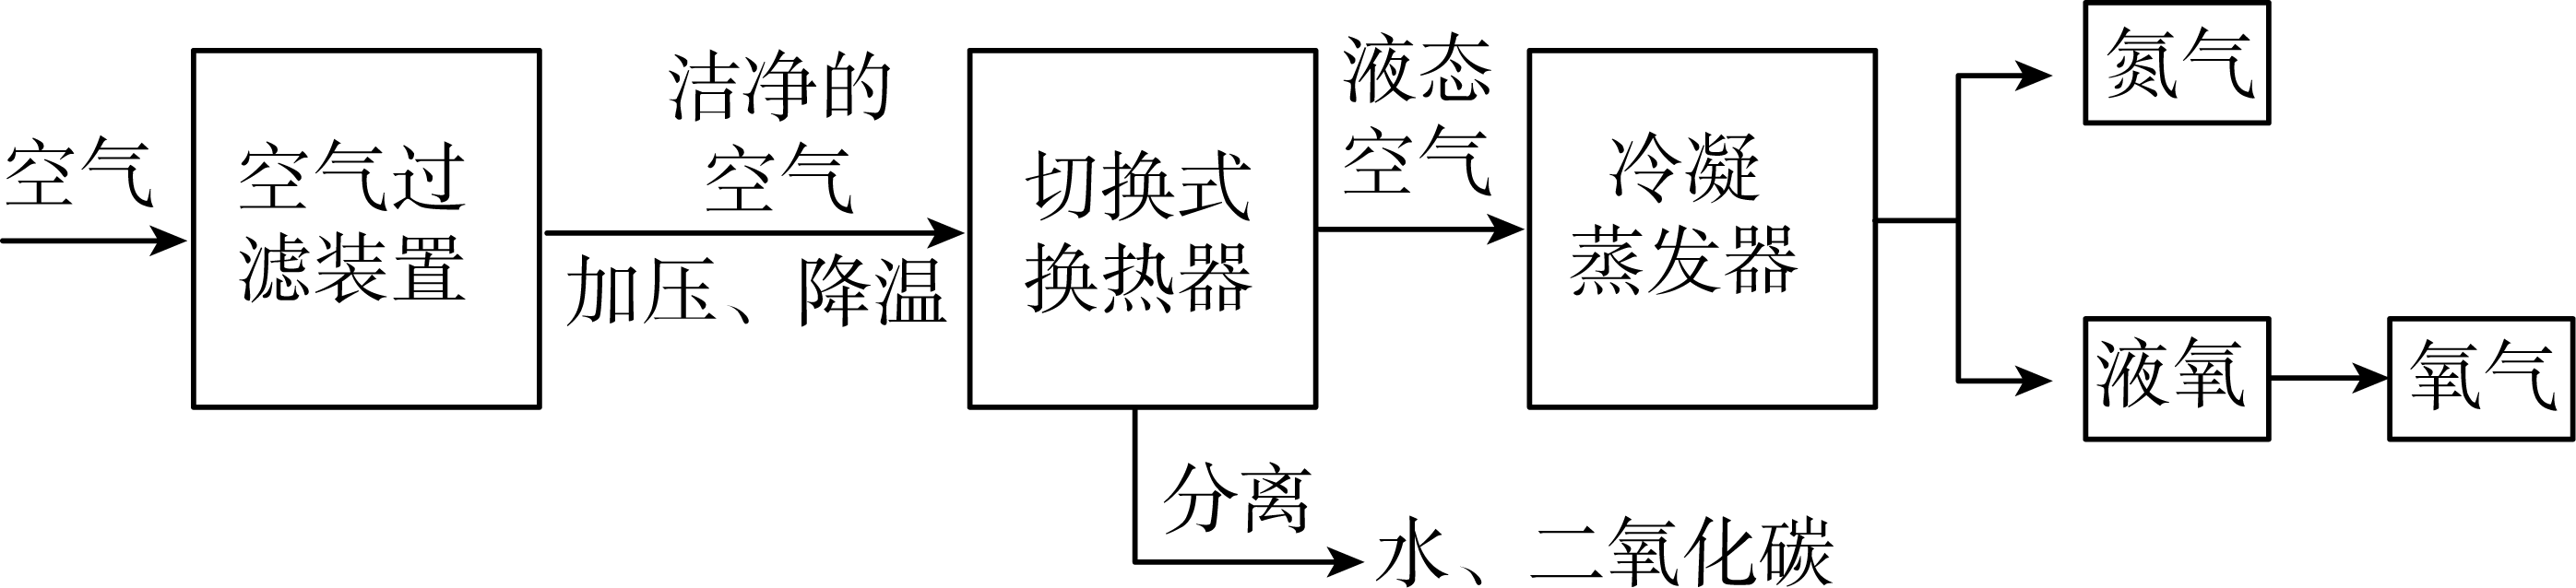 空气
空气过
滤装置
洁净的
空气
加压、降温
切换式
换热器
分离
水、二氧化碳
液态
空气
冷凝
蒸发器
氮气
液氧
氧气